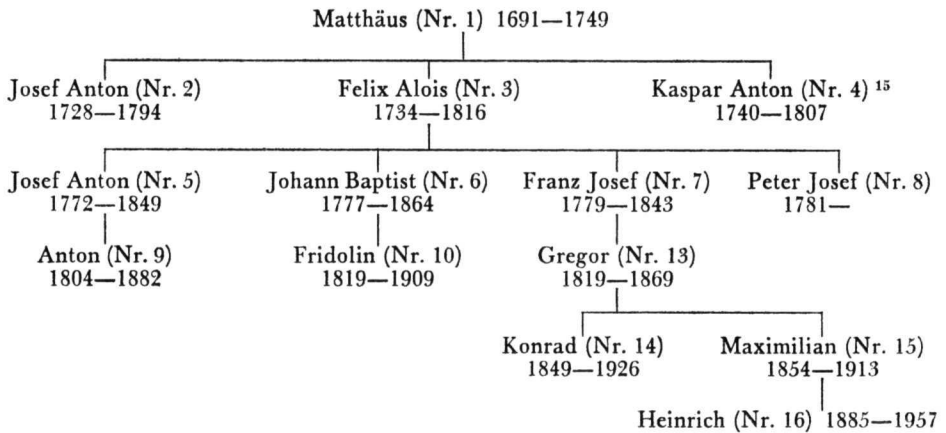 Matthäus (Nr. 1) 1691—1749
Josef Anton (Nr. 2) Felix Alois (Nr. 3) Kaspar Anton (Nr. 4) ¹⁵
1728—1794 1734—1816 1740—1807
Josef Anton (Nr. 5) Johann Baptist (Nr. 6) Franz Josef (Nr. 7) Peter Josef (Nr. 8)
1772—1849 1777—1864 1779—1843 1781—
Anton (Nr. 9) Fridolin (Nr. 10) Gregor (Nr. 13)
1804—1882 1819—1909 1819—1869
Konrad (Nr. 14) Maximilian (Nr. 15)
1849—1926 1854—1913
Heinrich (Nr. 16) 1885—1957